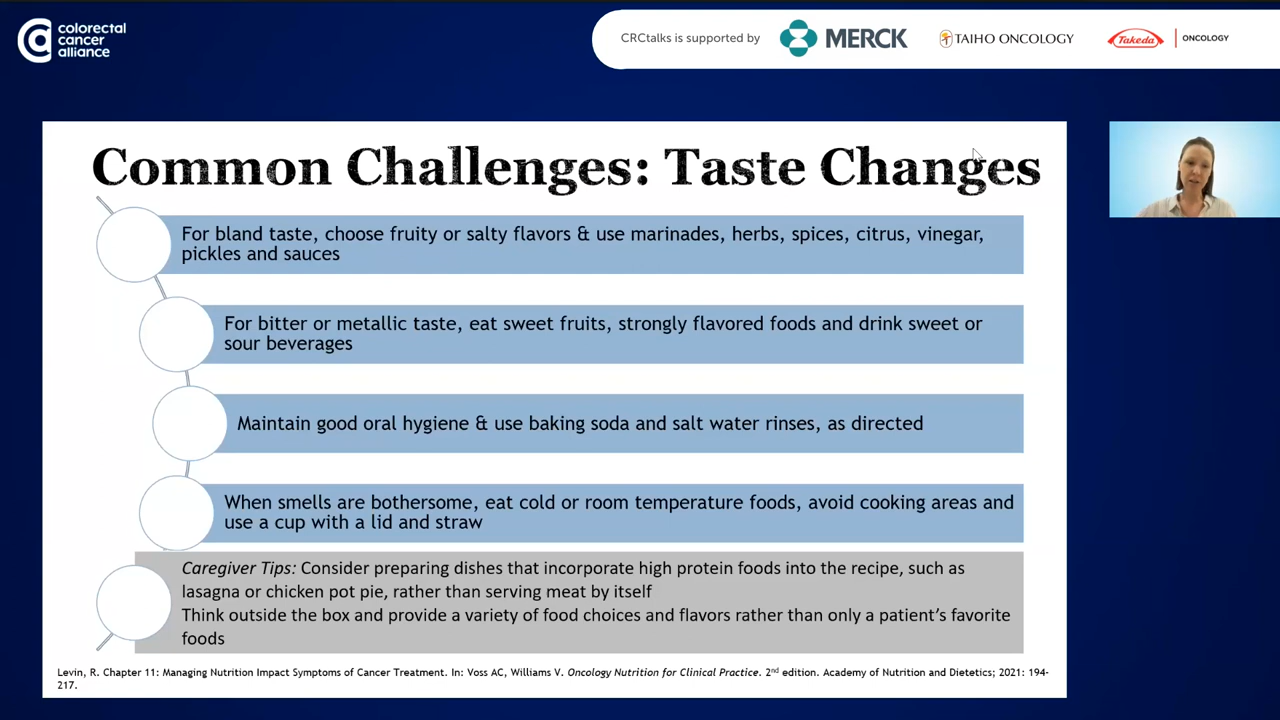 colorectal
cancer
alliance
CRCtalks is supported by
MERCK
TAIHO ONCOLOGY
Takeda
ONCOLOGY
Common Challenges: Taste Changes
For bland taste, choose fruity or salty flavors & use marinades, herbs, spices, citrus, vinegar,
pickles and sauces
For bitter or metallic taste, eat sweet fruits, strongly flavored foods and drink sweet or
sour beverages
Maintain good oral hygiene & use baking soda and salt water rinses, as directed
When smells are bothersome, eat cold or room temperature foods, avoid cooking areas and
use a cup with a lid and straw
Caregiver Tips: Consider preparing dishes that incorporate high protein foods into the recipe, such as
lasagna or chicken pot pie, rather than serving meat by itself
Think outside the box and provide a variety of food choices and flavors rather than only a patient's favorite
foods
Levin, R. Chapter 11: Managing Nutrition Impact Symptoms of Cancer Treatment. In: Voss AC, Williams V. Oncology Nutrition for Clinical Practice. 2nd edition. Academy of Nutrition and Dietetics; 2021: 194-
217.